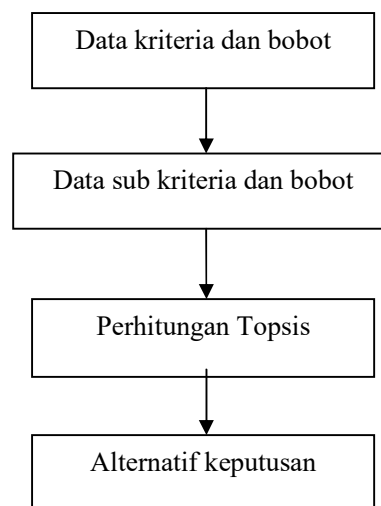 Data kriteria dan bobot
Data sub kriteria dan bobot
Perhitungan Topsis
Alternatif keputusan